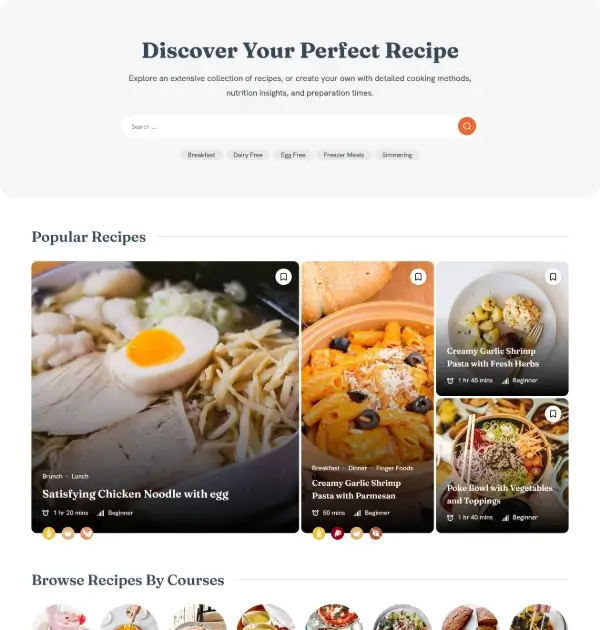 Discover Your Perfect Recipe
Explore an extensive collection of recipes, or create your own with detailed cooking methods,
nutrition insights, and preparation times.
Search ...
Breakfast
Dairy Free
Egg Free
Freezer Meals
Simmering
Popular Recipes
Brunch · Lunch
Satisfying Chicken Noodle with egg
1 hr 20 mins
Beginner
Breakfast · Dinner · Finger Foods
Creamy Garlic Shrimp
Pasta with Parmesan
50 mins
Beginner
Creamy Garlic Shrimp
Pasta with Fresh Herbs
1 hr 45 mins
Beginner
Poke Bowl with Vegetables
and Toppings
1 hr 40 mins
Beginner
Browse Recipes By Courses